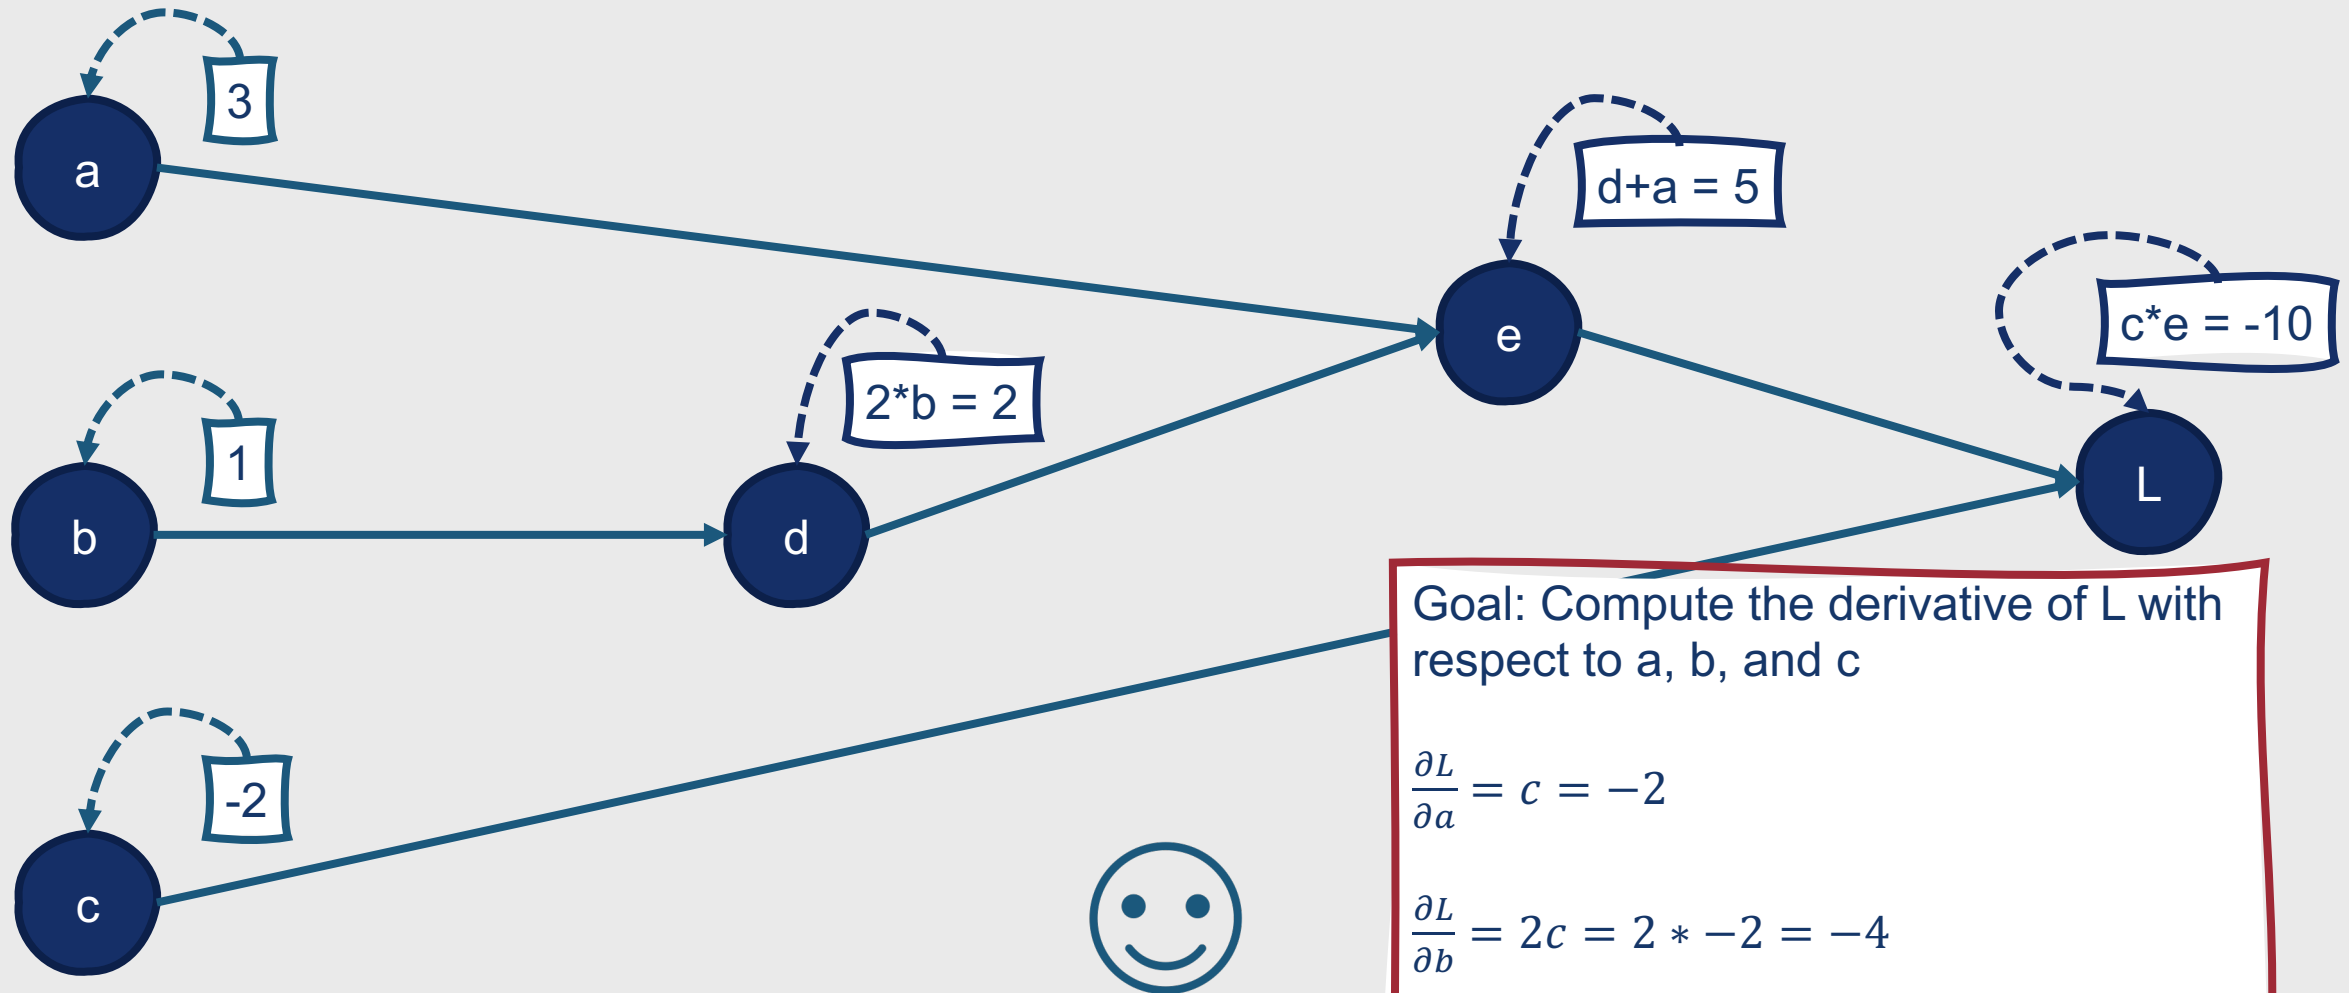 3
a
d+a = 5
e
c*e = -10
L
2*b = 2
d
1
b
-2
c
Goal: Compute the derivative of L with
respect to a, b, and c
∂L/∂a = c = −2
∂L/∂b = 2c = 2 ∗ −2 = −4